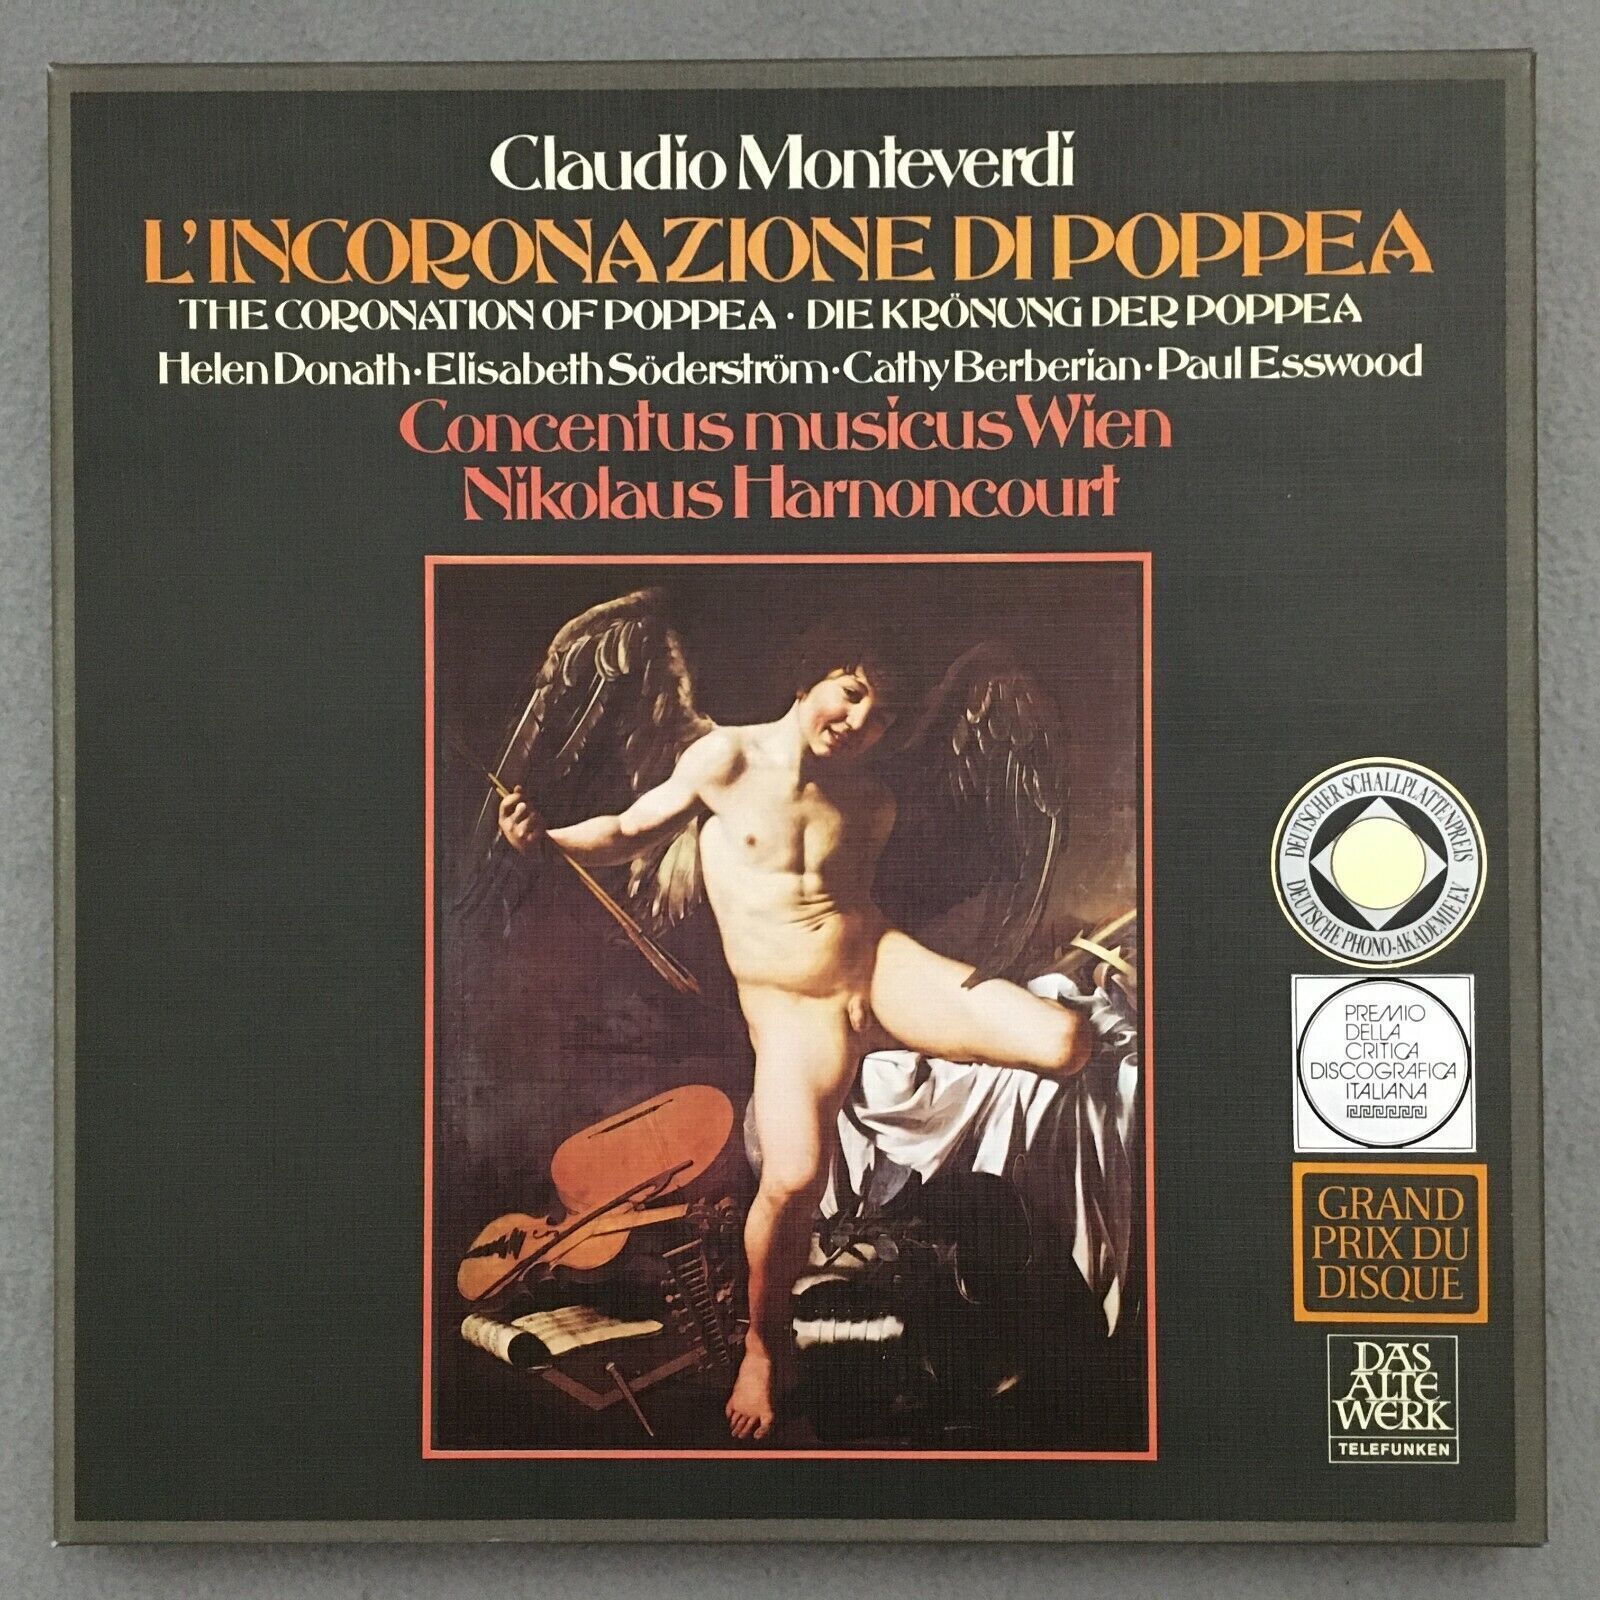 Claudio Monteverdi
L'INCORONAZIONE DI POPPEA
THE CORONATION OF POPPEA · DIE KRÖNUNG DER POPPEA
Helen Donath · Elisabeth Söderström · Cathy Berberian · Paul Esswood
Concentus musicus Wien
Nikolaus Harnoncourt
DEUTSCHER SCHALLPLATTENPREIS
DEUTSCHE PHONO-AKADEMIE E.V.
PREMIO
DELLA
CRITICA
DISCOGRAFICA
ITALIANA
GRAND
PRIX DU
DISQUE
DAS
ALTE
WERK
TELEFUNKEN